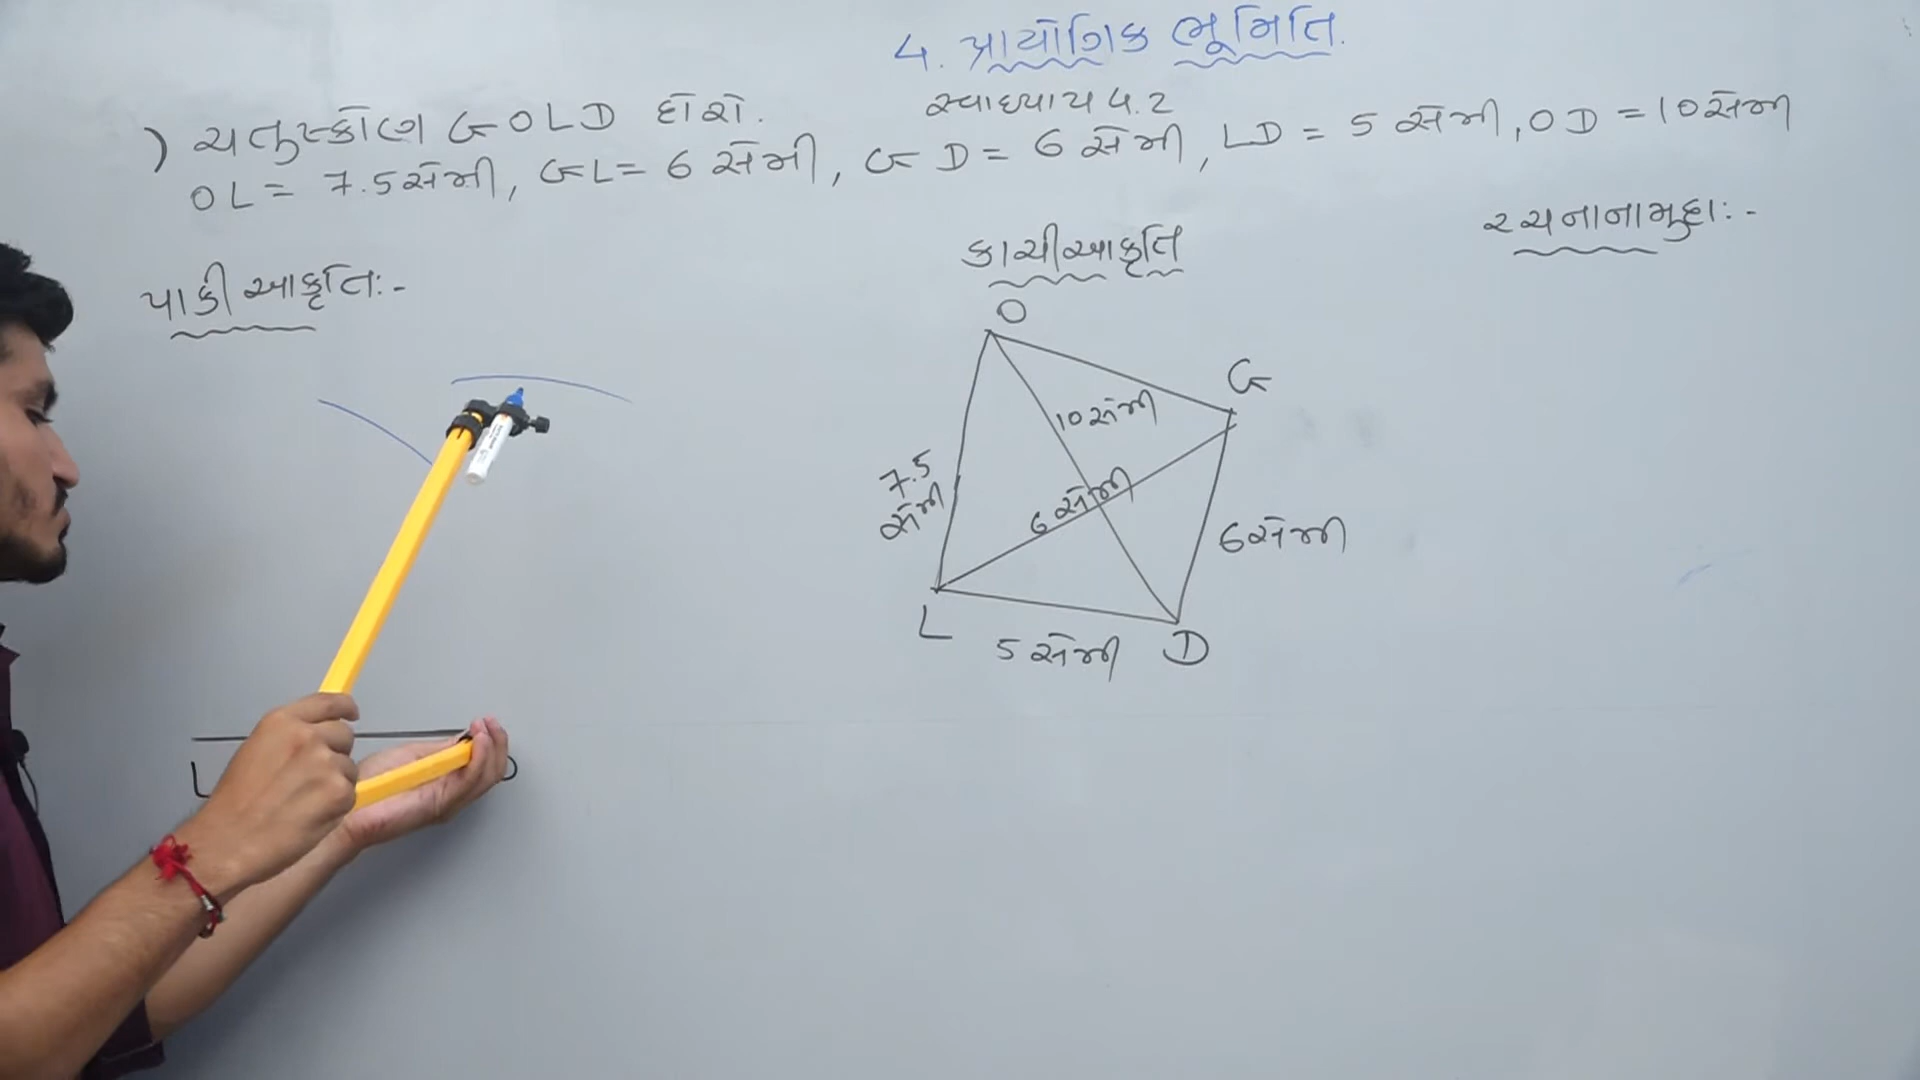 4. પ્રાયોગિક ભૂમિતિ.
સ્વાધ્યાય 4.2
) ચતુષ્કોણ GOLD દોરો.
OL = 7.5 સેમી, GL = 6 સેમી, GD = 6 સેમી, LD = 5 સેમી, OD = 10 સેમી
રચનાના મુદ્દા :-
કાચી આકૃતિ
પાકી આકૃતિ :-
O
G
10 સેમી
7.5
સેમી
6 સેમી
6 સેમી
L
5 સેમી
D
L
D